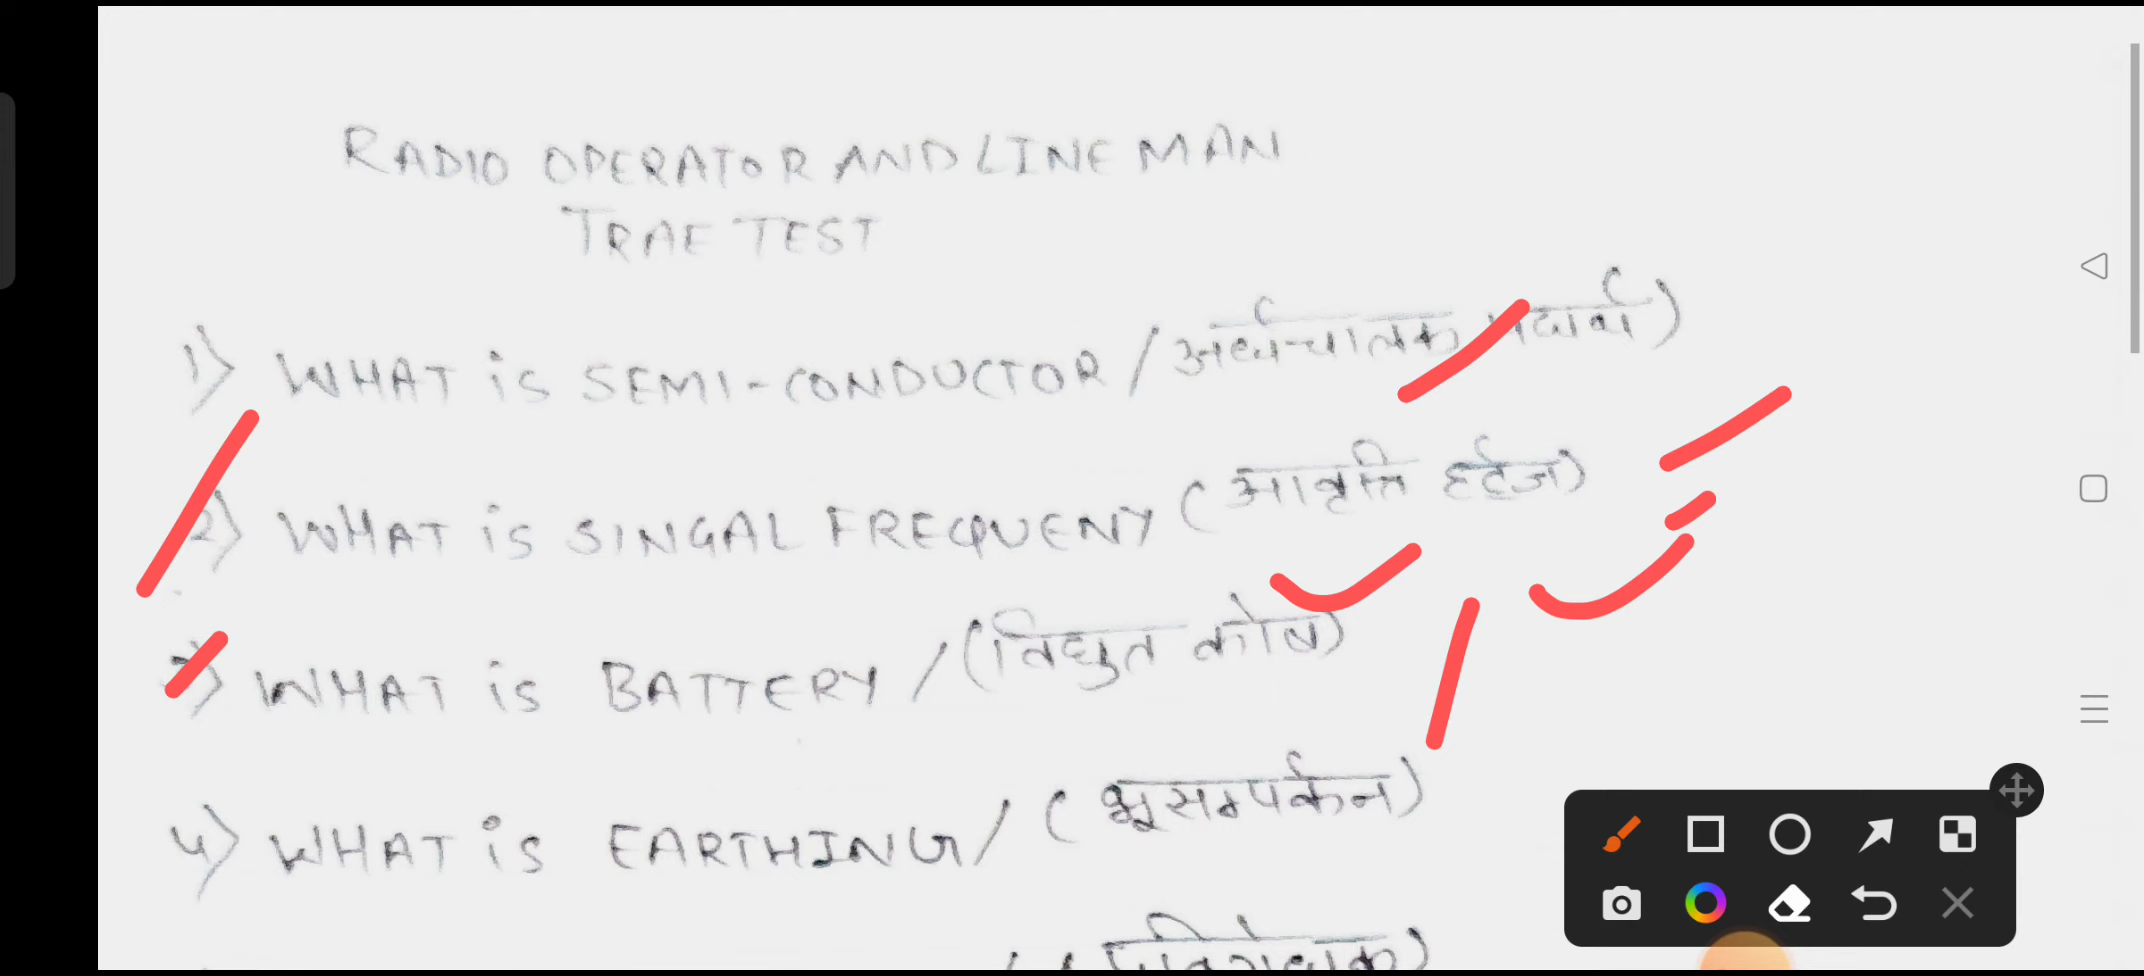 RADIO OPERATOR AND LINE MAN
TRAE TEST
1) WHAT is SEMI-CONDUCTOR / अर्धचालक पदार्थ)
2) WHAT is SINGAL FREQUENY (आवृत्ति हर्टज)
3) WHAT is BATTERY / (विधुत कोष)
4) WHAT is EARTHING / (भूसम्पर्कन)